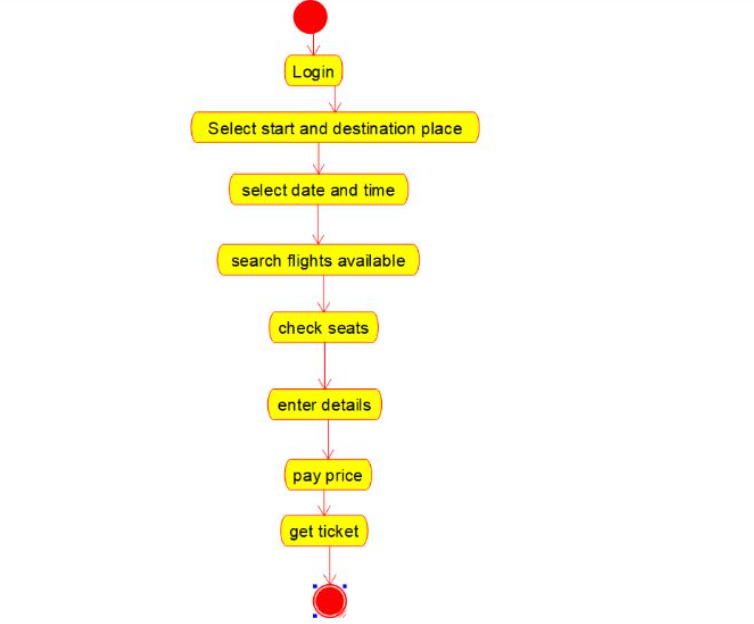 Login
Select start and destination place
select date and time
search flights available
check seats
enter details
pay price
get ticket